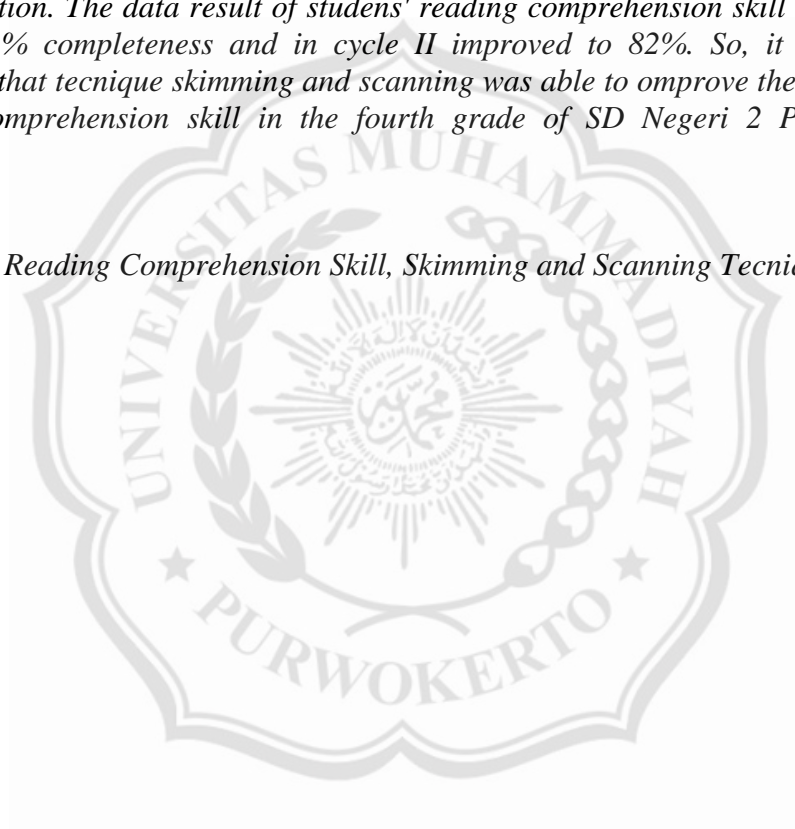 tion. The data result of studens' reading comprehension skill
% completeness and in cycle II improved to 82%. So, it
that tecnique skimming and scanning was able to omprove the
omprehension skill in the fourth grade of SD Negeri 2 P
Reading Comprehension Skill, Skimming and Scanning Tecni
UNIVERSITAS MUHAMMADIYAH
PURWOKERTO